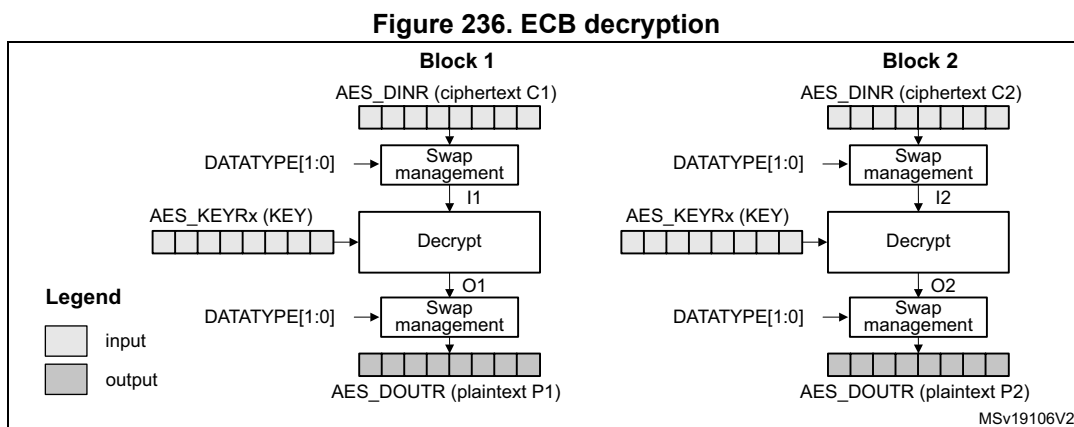 Figure 236. ECB decryption
Block 1
Block 2
AES_DINR (ciphertext C1)
AES_DINR (ciphertext C2)
DATATYPE[1:0]
Swap
management
DATATYPE[1:0]
Swap
management
I1
I2
AES_KEYRx (KEY)
Decrypt
AES_KEYRx (KEY)
Decrypt
O1
O2
Legend
DATATYPE[1:0]
Swap
management
DATATYPE[1:0]
Swap
management
input
output
AES_DOUTR (plaintext P1)
AES_DOUTR (plaintext P2)
MSv19106V2